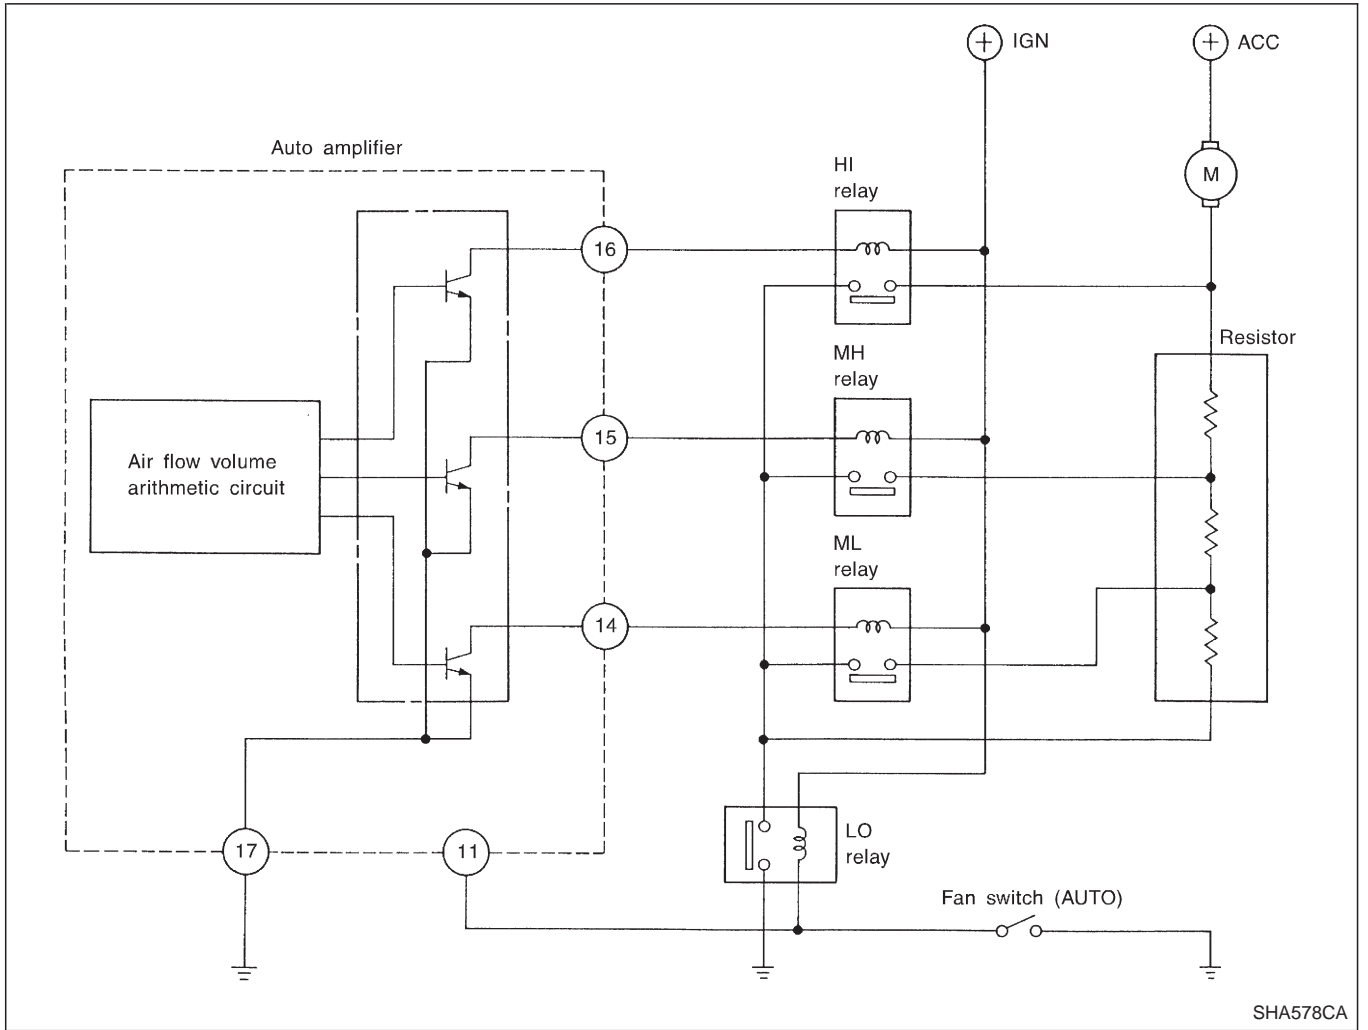 IGN
ACC
Auto amplifier
HI
relay
M
16
Resistor
MH
relay
15
Air flow volume
arithmetic circuit
ML
relay
14
LO
relay
17
11
Fan switch (AUTO)
SHA578CA